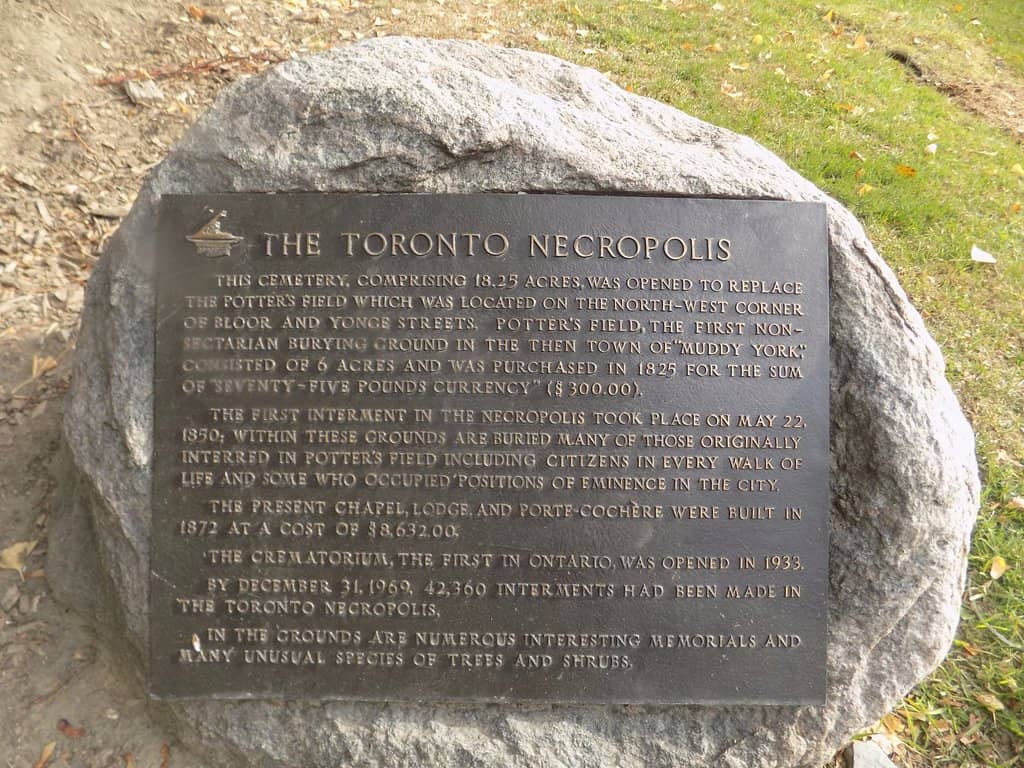 THE TORONTO NECROPOLIS
THIS CEMETERY, COMPRISING 18.25 ACRES, WAS OPENED TO REPLACE
THE POTTER'S FIELD WHICH WAS LOCATED ON THE NORTH-WEST CORNER
OF BLOOR AND YONGE STREETS. POTTER'S FIELD, THE FIRST NON-
SECTARIAN BURYING GROUND IN THE THEN TOWN OF "MUDDY YORK,"
CONSISTED OF 6 ACRES AND WAS PURCHASED IN 1825 FOR THE SUM
OF "SEVENTY-FIVE POUNDS CURRENCY" ($300.00).
THE FIRST INTERMENT IN THE NECROPOLIS TOOK PLACE ON MAY 22,
1850; WITHIN THESE GROUNDS ARE BURIED MANY OF THOSE ORIGINALLY
INTERRED IN POTTER'S FIELD INCLUDING CITIZENS IN EVERY WALK OF
LIFE AND SOME WHO OCCUPIED POSITIONS OF EMINENCE IN THE CITY.
THE PRESENT CHAPEL, LODGE, AND PORTE-COCHÈRE WERE BUILT IN
1872 AT A COST OF $8,632.00.
THE CREMATORIUM, THE FIRST IN ONTARIO, WAS OPENED IN 1933.
BY DECEMBER 31, 1969, 42,360 INTERMENTS HAD BEEN MADE IN
THE TORONTO NECROPOLIS.
IN THE GROUNDS ARE NUMEROUS INTERESTING MEMORIALS AND
MANY UNUSUAL SPECIES OF TREES AND SHRUBS.